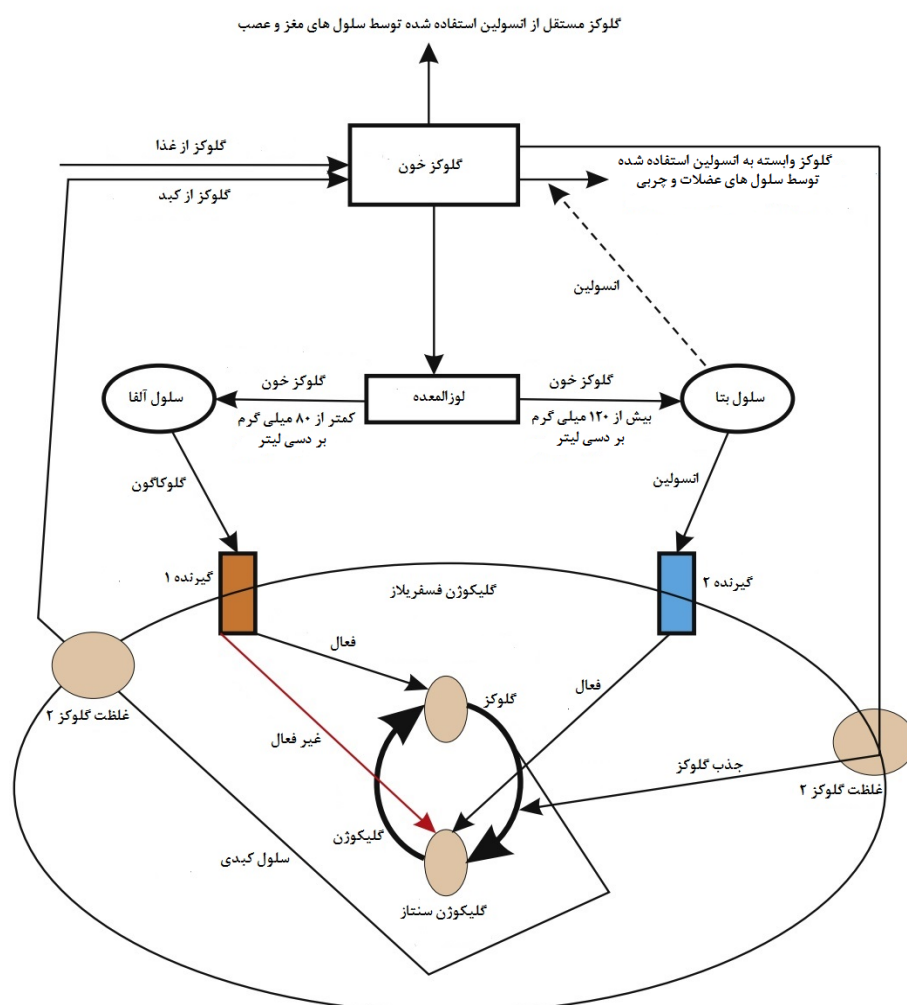 گلوکز مستقل از انسولین استفاده شده توسط سلول های مغز و عصب
گلوکز از غذا
گلوکز خون
گلوکز وابسته به انسولین استفاده شده
توسط سلول های عضلات و چربی
گلوکز از کبد
انسولین
سلول آلفا
گلوکز خون
کمتر از ۸۰ میلی گرم
بر دسی لیتر
لوزالمعده
گلوکز خون
بیش از ۱۲۰ میلی گرم
بر دسی لیتر
سلول بتا
گلوکاگون
انسولین
گیرنده ۱
گلیکوژن فسفریلاز
گیرنده ۲
فعال
فعال
گلوکز
غلظت گلوکز ۲
غیر فعال
جذب گلوکز
غلظت گلوکز ۲
گلیکوژن
سلول کبدی
گلیکوژن سنتاز